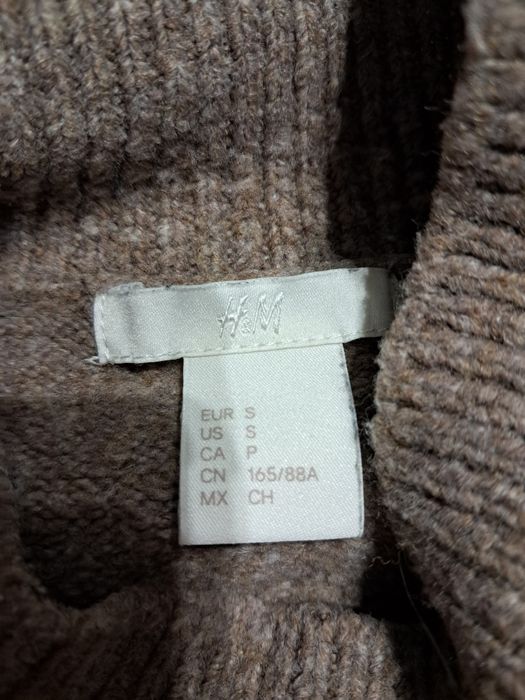 H&M
EUR S
US S
CA P
CN 165/88A
MX CH